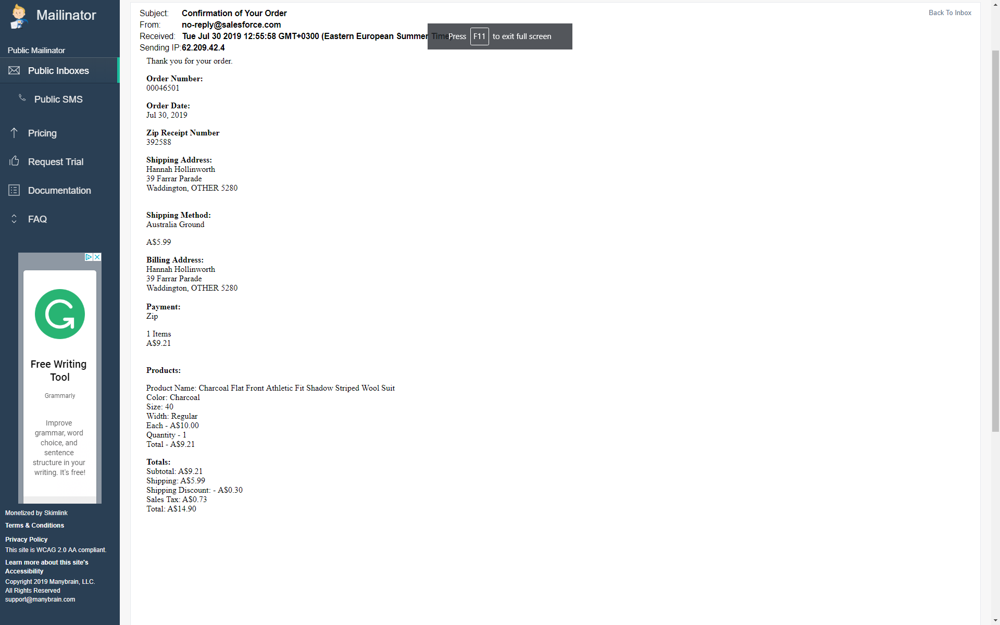 Mailinator
Public Mailinator
Public Inboxes
Public SMS
Pricing
Request Trial
Documentation
FAQ
Free Writing
Tool
Grammarly
Improve
grammar, word
choice, and
sentence
structure in your
writing. It's free!
Monetized by Skimlink
Terms & Conditions
Privacy Policy
This site is WCAG 2.0 AA compliant.
Learn more about this site's
Accessibility
Copyright 2019 Manybrain, LLC.
All Rights Reserved
support@manybrain.com
Back To Inbox
Subject: Confirmation of Your Order
From: no-reply@salesforce.com
Received: Tue Jul 30 2019 12:55:58 GMT+0300 (Eastern European Summer Time)
Press F11 to exit full screen
Sending IP: 62.209.42.4
Thank you for your order.
Order Number:
00046501
Order Date:
Jul 30, 2019
Zip Receipt Number
392588
Shipping Address:
Hannah Hollinworth
39 Farrar Parade
Waddington, OTHER 5280
Shipping Method:
Australia Ground
A$5.99
Billing Address:
Hannah Hollinworth
39 Farrar Parade
Waddington, OTHER 5280
Payment:
Zip
1 Items
A$9.21
Products:
Product Name: Charcoal Flat Front Athletic Fit Shadow Striped Wool Suit
Color: Charcoal
Size: 40
Width: Regular
Each - A$10.00
Quantity - 1
Total - A$9.21
Totals:
Subtotal: A$9.21
Shipping: A$5.99
Shipping Discount: - A$0.30
Sales Tax: A$0.73
Total: A$14.90